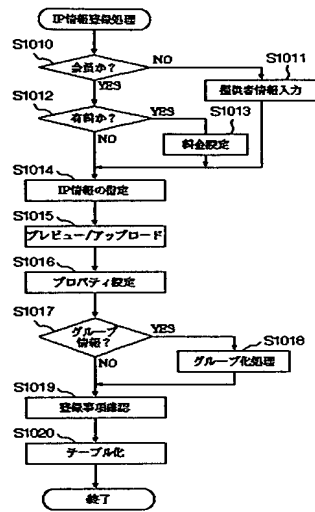 IP情報登録処理
S1010
会員か?
NO
S1011
提供者情報入力
YES
S1012
有料か?
YES
S1013
料金設定
NO
S1014
IP情報の指定
S1015
プレビュー/アップロード
S1016
プロパティ設定
S1017
グループ
情報?
YES
S1018
グループ化処理
NO
S1019
登録事項確認
S1020
テーブル化
終了